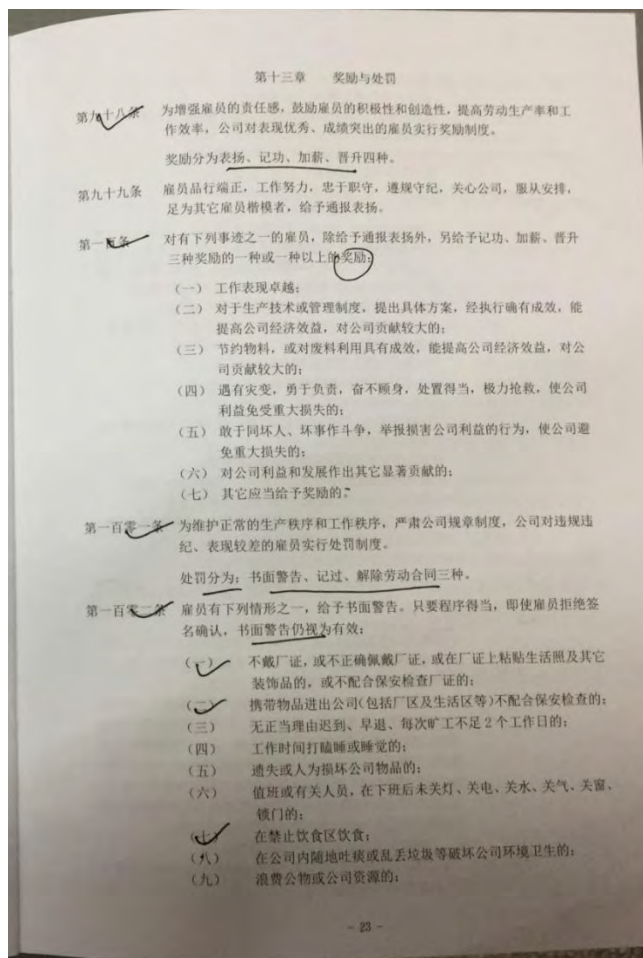 第十三章 奖励与处罚
第九十八条 为增强雇员的责任感，鼓励雇员的积极性和创造性，提高劳动生产率和工
作效率，公司对表现优秀、成绩突出的雇员实行奖励制度。
奖励分为表扬、记功、加薪、晋升四种。
第九十九条 雇员品行端正，工作努力，忠于职守，遵规守纪，关心公司，服从安排，
足为其它雇员楷模者，给予通报表扬。
第一百条 对有下列事迹之一的雇员，除给予通报表扬外，另给予记功、加薪、晋升
三种奖励的一种或一种以上的奖励：
（一） 工作表现卓越；
（二） 对于生产技术或管理制度，提出具体方案，经执行确有成效，能
提高公司经济效益，对公司贡献较大的；
（三） 节约物料，或对废料利用具有成效，能提高公司经济效益，对公
司贡献较大的；
（四） 遇有灾变，勇于负责，奋不顾身，处置得当，极力抢救，使公司
利益免受重大损失的；
（五） 敢于同坏人、坏事作斗争，举报损害公司利益的行为，使公司避
免重大损失的；
（六） 对公司利益和发展作出其它显著贡献的；
（七） 其它应当给予奖励的；
第一百零一条 为维护正常的生产秩序和工作秩序，严肃公司规章制度，公司对违规违
纪、表现较差的雇员实行处罚制度。
处罚分为：书面警告、记过、解除劳动合同三种。
第一百零二条 雇员有下列情形之一，给予书面警告。只要程序得当，即使雇员拒绝签
名确认，书面警告仍视为有效：
（一） 不戴厂证，或不正确佩戴厂证，或在厂证上粘贴生活照及其它
装饰品的，或不配合保安检查厂证的；
（二） 携带物品进出公司(包括厂区及生活区等)不配合保安检查的；
（三） 无正当理由迟到、早退、每次旷工不足2个工作日的；
（四） 工作时间打瞌睡或睡觉的；
（五） 遗失或人为损坏公司物品的；
（六） 值班或有关人员，在下班后未关灯、关电、关水、关气、关窗、
锁门的；
（七） 在禁止饮食区饮食；
（八） 在公司内随地吐痰或乱丢垃圾等破坏公司环境卫生的；
（九） 浪费公物或公司资源的；
- 23 -